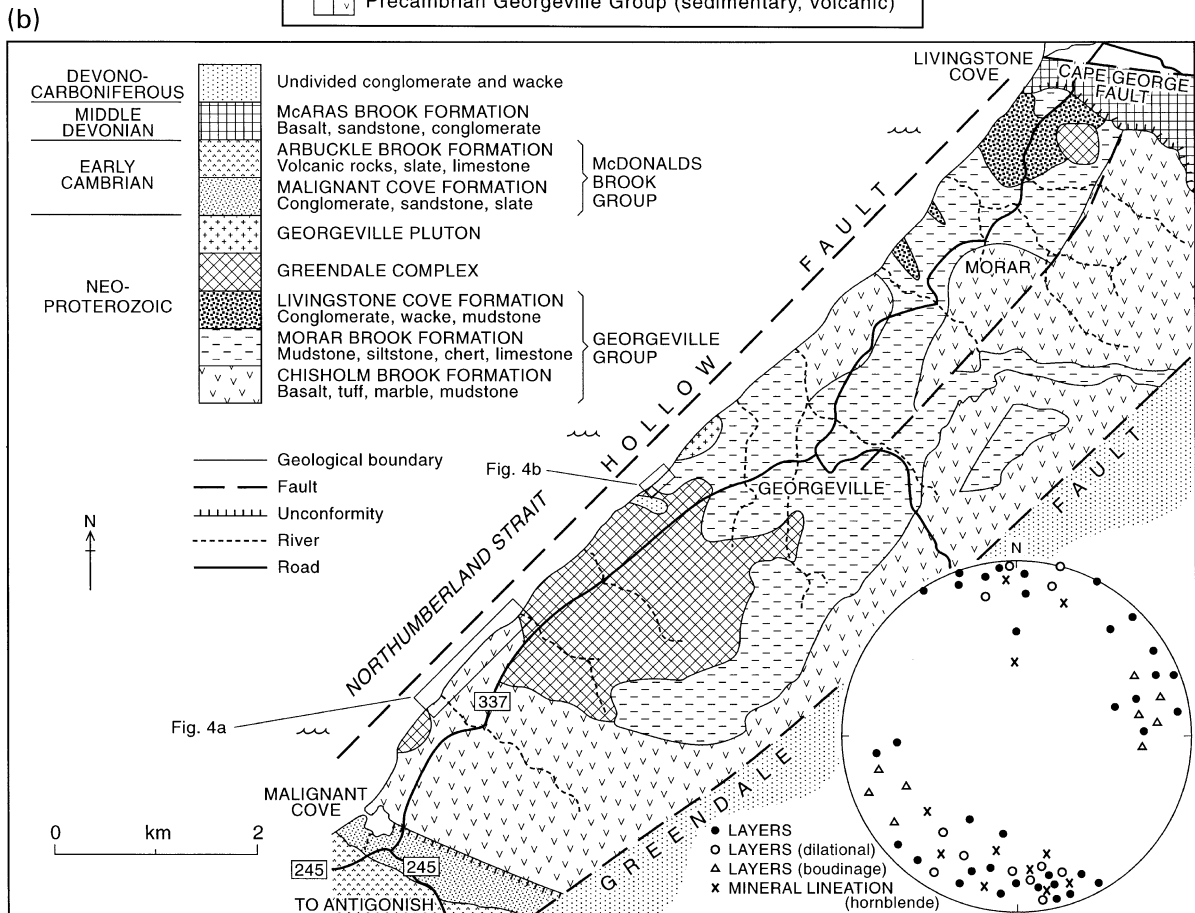 (b)
Precambrian Georgeville Group (sedimentary, volcanic)
DEVONO-
CARBONIFEROUS
Undivided conglomerate and wacke
MIDDLE
DEVONIAN
McARAS BROOK FORMATION
Basalt, sandstone, conglomerate
EARLY
CAMBRIAN
ARBUCKLE BROOK FORMATION
Volcanic rocks, slate, limestone
MALIGNANT COVE FORMATION
Conglomerate, sandstone, slate
McDONALDS
BROOK
GROUP
NEO-
PROTEROZOIC
GEORGEVILLE PLUTON
GREENDALE COMPLEX
LIVINGSTONE COVE FORMATION
Conglomerate, wacke, mudstone
MORAR BROOK FORMATION
Mudstone, siltstone, chert, limestone
CHISHOLM BROOK FORMATION
Basalt, tuff, marble, mudstone
GEORGEVILLE
GROUP
Geological boundary
Fault
Unconformity
River
Road
N
0 km 2
LIVINGSTONE
COVE
CAPE GEORGE
FAULT
HOLLOW FAULT
MORAR
Fig. 4b
GEORGEVILLE
NORTHUMBERLAND STRAIT
337
Fig. 4a
MALIGNANT
COVE
245
245
TO ANTIGONISH
GREENDALE FAULT
N
LAYERS
LAYERS (dilational)
LAYERS (boudinage)
MINERAL LINEATION
(hornblende)